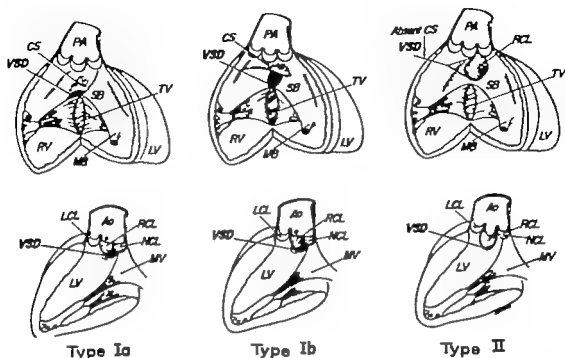 PA
CS
VSD
SB
TV
RV
MB
LV
PA
CS
VSD
SB
TV
RV
MB
LV
PA
Absent CS
VSD
RCL
SB
TV
RV
MB
LV
Ao
LCL
RCL
VSD
NCL
MV
LV
Ao
LCL
RCL
VSD
NCL
MV
LV
Ao
LCL
RCL
VSD
NCL
MV
LV
Type Ia
Type Ib
Type II